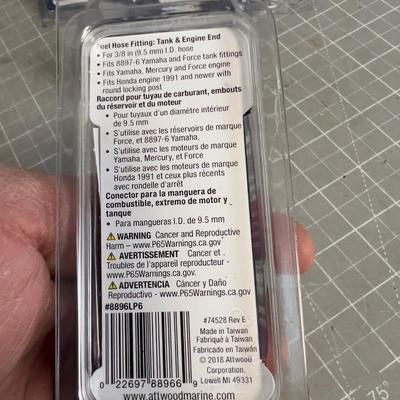 Fuel Hose Fitting: Tank & Engine End
• For 3/8 in (9.5 mm) I.D. hose
• Fits 8897-6 Yamaha and Force tank fittings
• Fits Yamaha, Mercury and Force engine
• Fits Honda engine 1991 and newer with
round locking post
Raccord pour tuyau de carburant, embouts
du réservoir et du moteur
• Pour tuyaux d'un diamètre intérieur
de 9.5 mm
• S'utilise avec les réservoirs de marque
Force, et 8897-6 Yamaha,
• S'utilise avec les moteurs de marque
Yamaha, Mercury, et Force
• S'utilise avec les moteurs de marque
Honda 1991 et ceux plus récents
avec rondelle d'arrêt
Conector para la manguera de
combustible, extremo de motor y
tanque
• Para mangueras I.D. de 9.5 mm
⚠ WARNING Cancer and Reproductive
Harm – www.P65Warnings.ca.gov
⚠ AVERTISSEMENT Cancer et
Troubles de l'appareil reproducteur -
www.P65Warnings.ca.gov
⚠ ADVERTENCIA Cáncer y Daño
Reproductivo - www.P65Warnings.ca.gov
#8896LP6
#74528 Rev E
Made in Taiwan
Fabriqué à Taiwan
Fabricado en Taiwán
© 2018 Attwood
Corporation,
Lowell MI 49331
0 22697 88966 9
www.attwoodmarine.com
75°